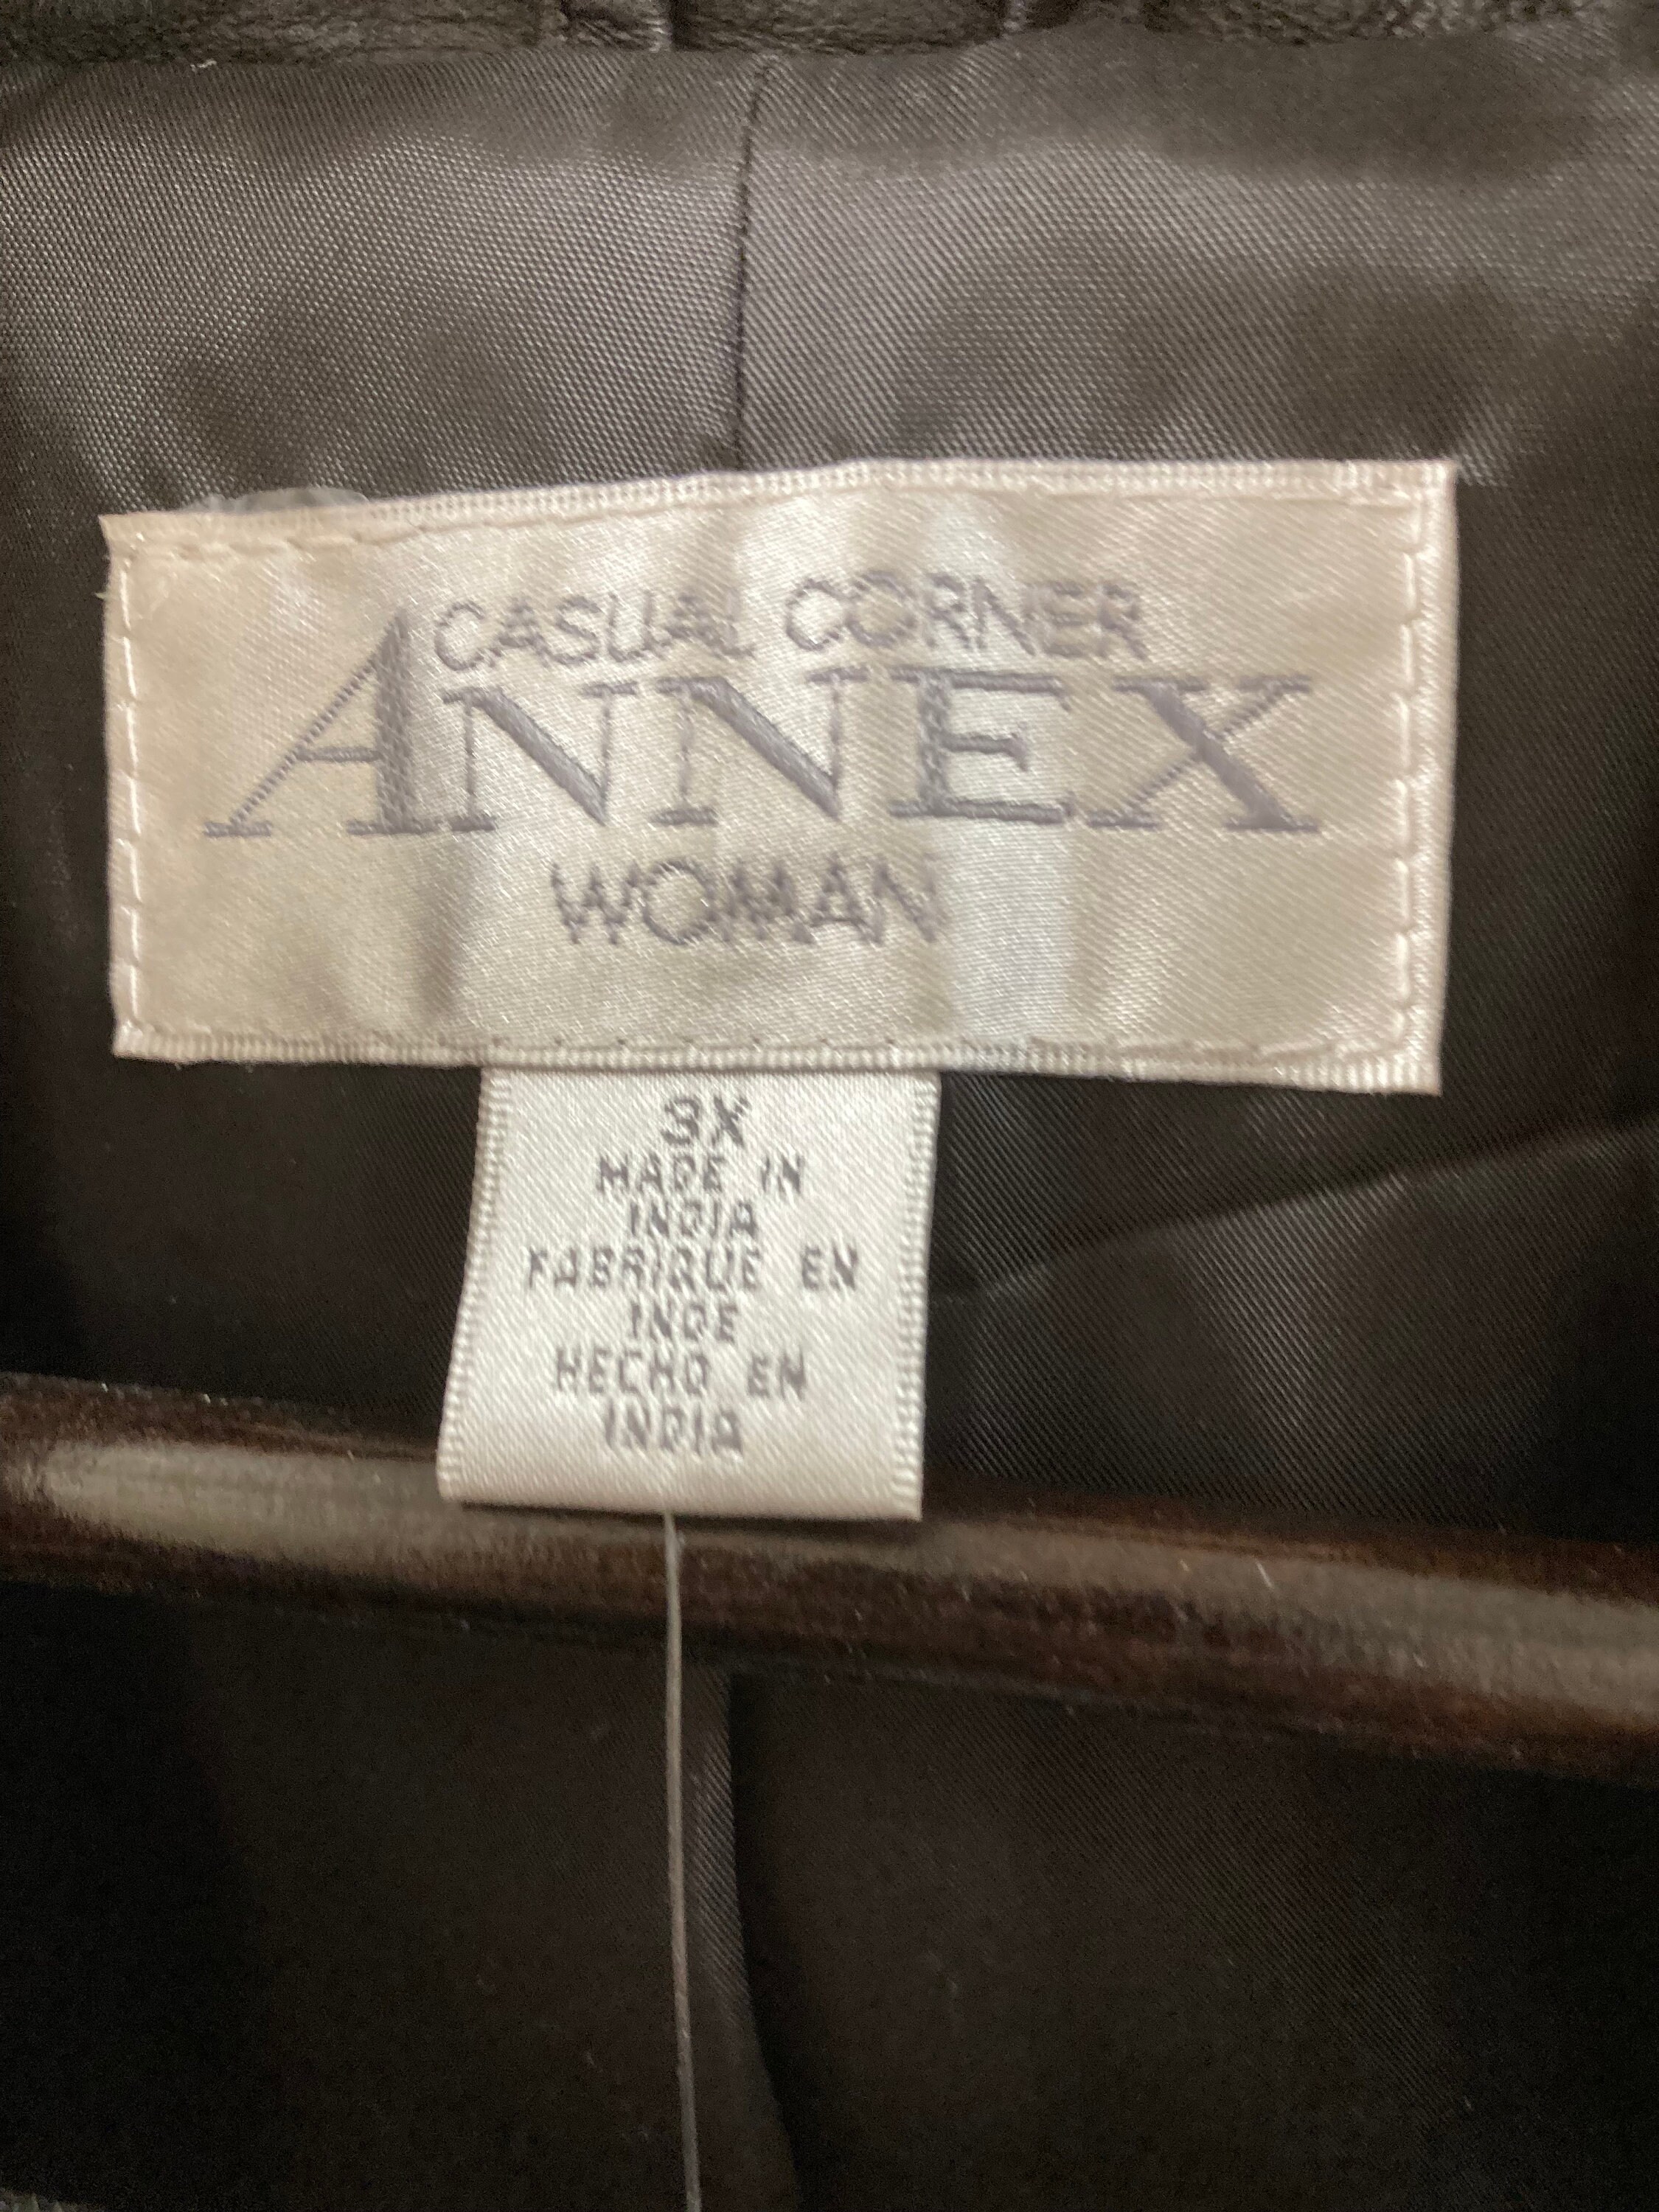 CASUAL CORNER
ANNEX
WOMAN
3X
MADE IN
INDIA
FABRIQUE EN
INDE
HECHO EN
INDIA